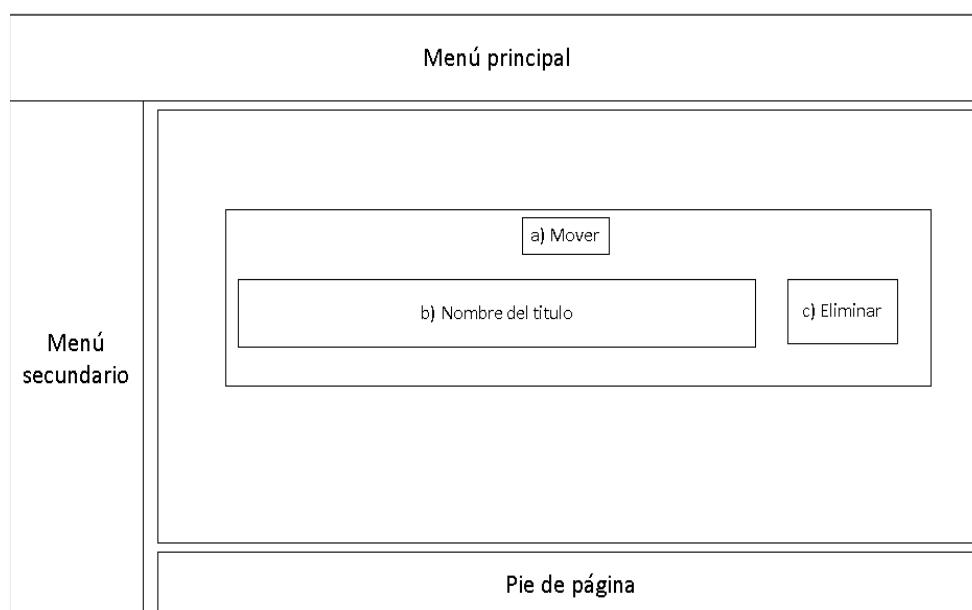 Menú principal
a) Mover
b) Nombre del titulo
c) Eliminar
Menú
secundario
Pie de página